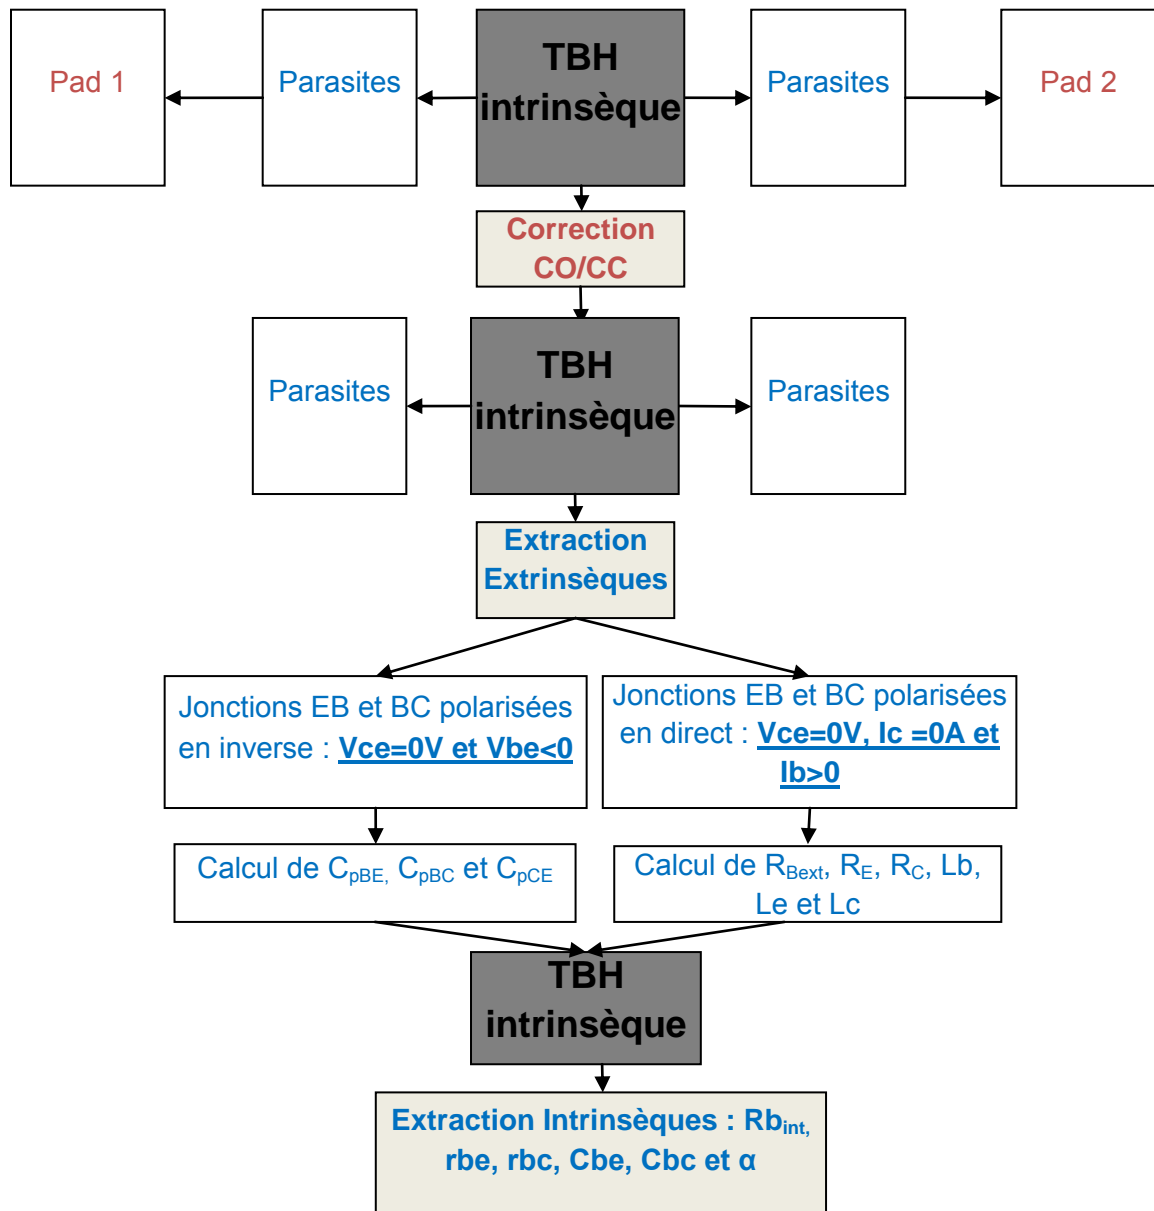 Pad 1
Parasites
TBH
intrinsèque
Parasites
Pad 2
Correction
CO/CC
Parasites
TBH
intrinsèque
Parasites
Extraction
Extrinsèques
Jonctions EB et BC polarisées
en inverse : Vce=0V et Vbe<0
Jonctions EB et BC polarisées
en direct : Vce=0V, Ic =0A et
Ib>0
Calcul de CpBE, CpBC et CpCE
Calcul de RBext, RE, RC, Lb,
Le et Lc
TBH
intrinsèque
Extraction Intrinsèques : Rbint,
rbe, rbc, Cbe, Cbc et α